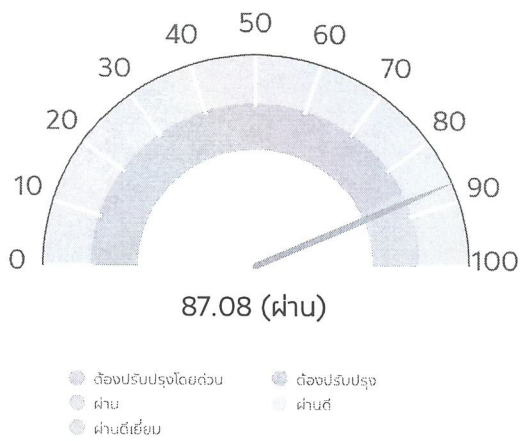 0
10
20
30
40
50
60
70
80
90
100
87.08 (ผ่าน)
ต้องปรับปรุงโดยด่วน
ต้องปรับปรุง
ผ่าน
ผ่านดี
ผ่านดีเยี่ยม